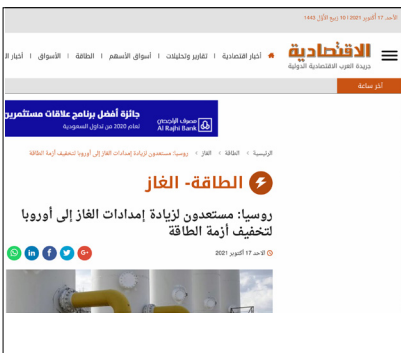 الأحد, 17 أكتوبر 2021 | 10 ربيع الأول 1443
الاقتصادية
جريدة العرب الاقتصادية الدولية
أخبار اقتصادية | تقارير وتحليلات | أسواق الأسهم | الطاقة | الأسواق | أخبار ال
آخر ساعة
جائزة أفضل برنامج علاقات مستثمرين
لعام 2020 من تداول السعودية
مصرف الراجحي
Al Rajhi Bank
الرئيسية > الطاقة > الغاز > روسيا: مستعدون لزيادة إمدادات الغاز إلى أوروبا لتخفيف أزمة الطاقة
الطاقة- الغاز
روسيا: مستعدون لزيادة إمدادات الغاز إلى أوروبا
لتخفيف أزمة الطاقة
الاحد 17 أكتوبر 2021